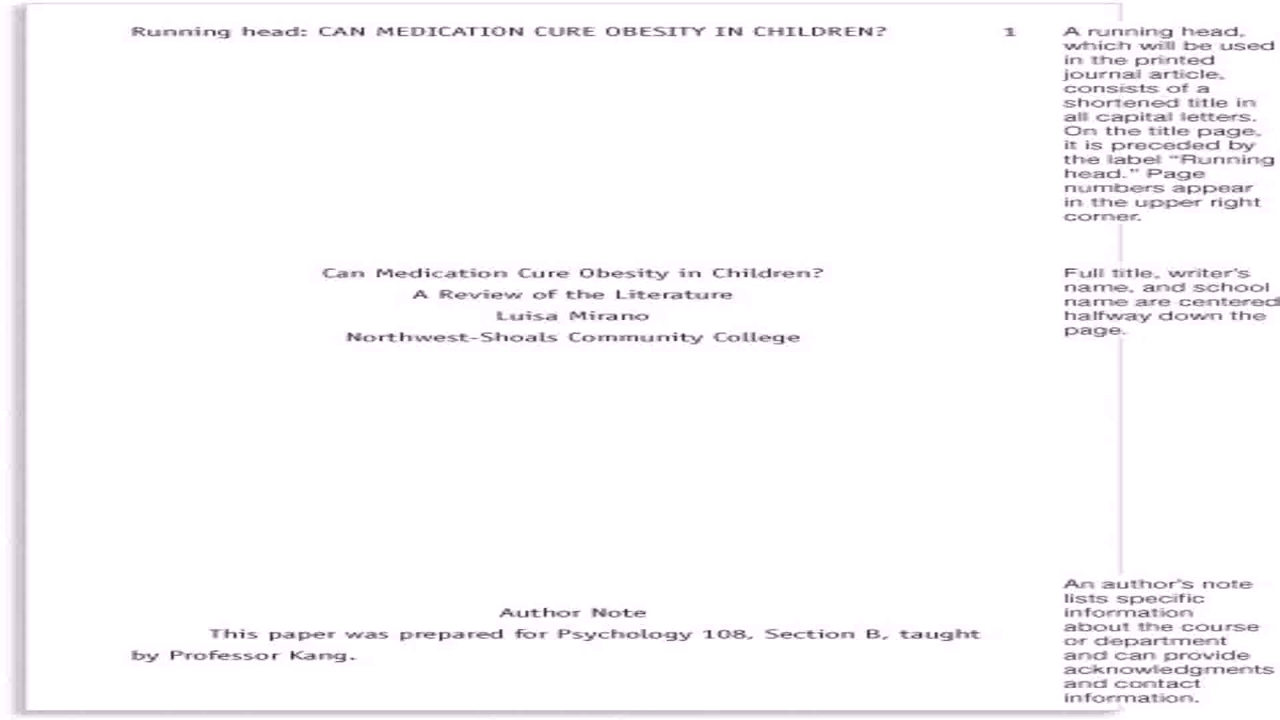 Running head: CAN MEDICATION CURE OBESITY IN CHILDREN? 1
A running head,
which will be used
in the printed
journal article,
consists of a
shortened title in
all capital letters.
On the title page,
it is preceded by
the label “Running
head.” Page
numbers appear
in the upper right
corner.
Can Medication Cure Obesity in Children?
A Review of the Literature
Luisa Mirano
Northwest-Shoals Community College
Full title, writer’s
name, and school
name are centered
halfway down the
page.
Author Note
This paper was prepared for Psychology 108, Section B, taught
by Professor Kang.
An author’s note
lists specific
information
about the course
or department
and can provide
acknowledgments
and contact
information.